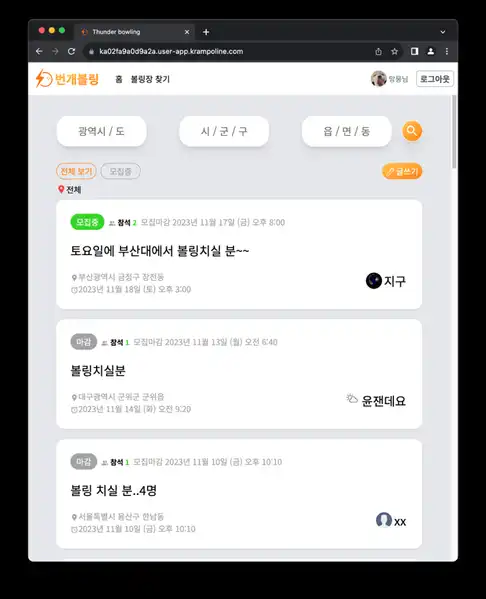 Thunder bowling
ka02fa9a0d9a2a.user-app.krampoline.com
번개볼링 홈 볼링장 찾기 망몽님 로그아웃
광역시 / 도 시 / 군 / 구 읍 / 면 / 동
전체 보기 모집중 글쓰기
전체
모집중 참석 2 모집마감 2023년 11월 17일 (금) 오후 8:00
토요일에 부산대에서 볼링치실 분~~
부산광역시 금정구 장전동
2023년 11월 18일 (토) 오후 3:00
지구
마감 참석 1 모집마감 2023년 11월 13일 (월) 오전 6:40
볼링치실분
대구광역시 군위군 군위읍
2023년 11월 14일 (화) 오전 9:20
윤잰데요
마감 참석 1 모집마감 2023년 11월 10일 (금) 오후 10:10
볼링 치실 분..4명
서울특별시 용산구 한남동
2023년 11월 10일 (금) 오후 10:10
xx